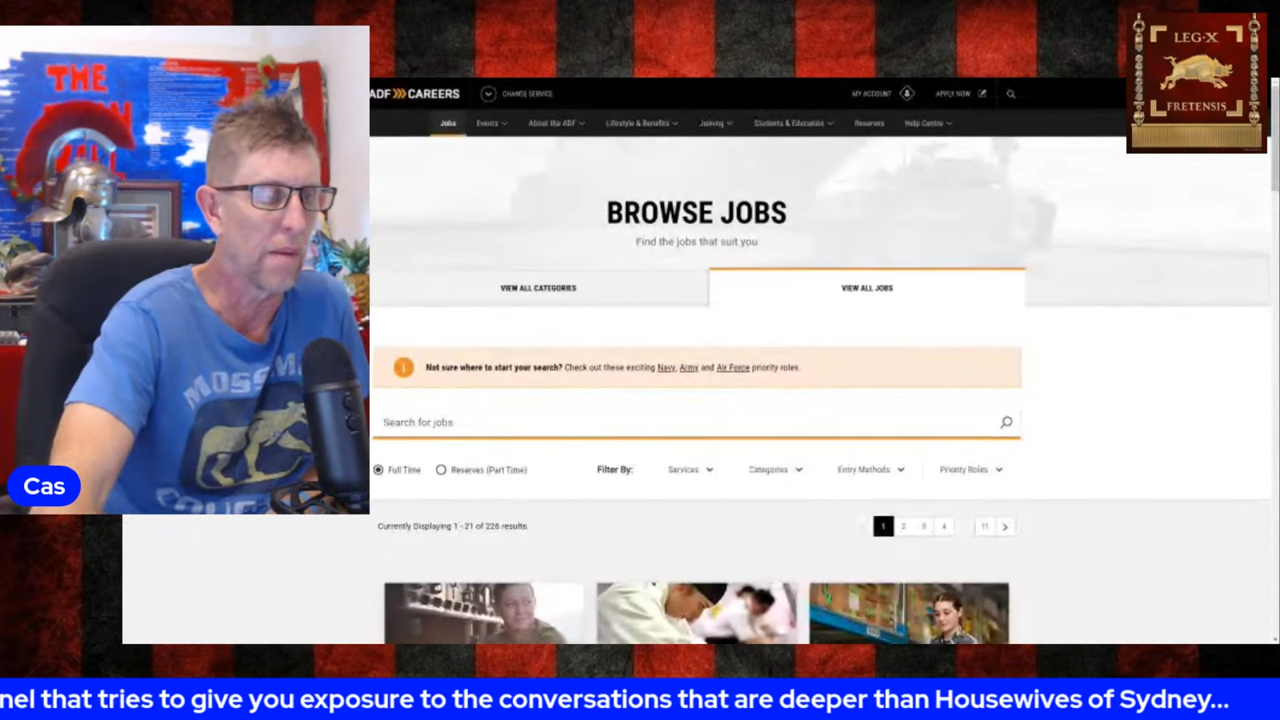 THE
LEG·X
FRETENSIS
ADF CAREERS
CHANGE SERVICE
MY ACCOUNT
APPLY NOW
Jobs
Events
About the ADF
Lifestyle & Benefits
Joining
Students & Education
Reserves
Help Centre
BROWSE JOBS
Find the jobs that suit you
VIEW ALL CATEGORIES
VIEW ALL JOBS
Not sure where to start your search? Check out these exciting Navy, Army and Air Force priority roles.
Search for jobs
Full Time
Reserves (Part Time)
Filter By:
Services
Categories
Entry Methods
Priority Roles
Currently Displaying 1 - 21 of 226 results.
1 2 3 4 11
Cas
nel that tries to give you exposure to the conversations that are deeper than Housewives of Sydney...